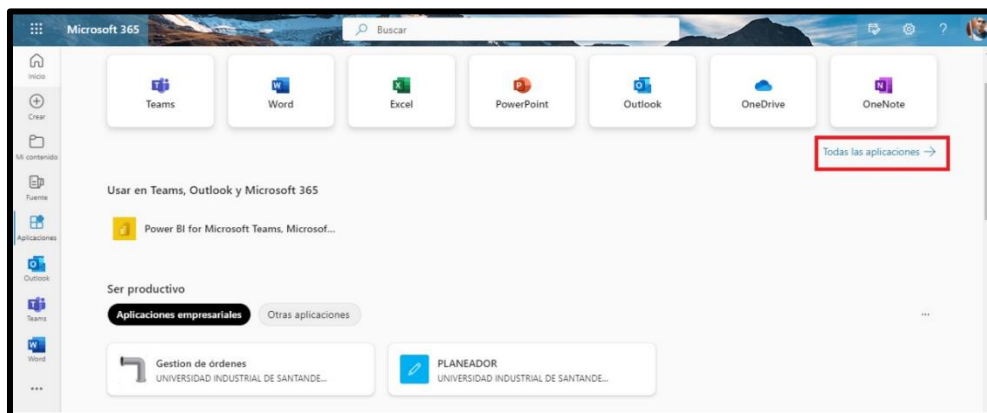 Microsoft 365
Buscar
?
Inicio
Crear
Mi contenido
Fuente
Aplicaciones
Outlook
Teams
Word
Teams
Word
Excel
PowerPoint
Outlook
OneDrive
OneNote
Todas las aplicaciones →
Usar en Teams, Outlook y Microsoft 365
Power BI for Microsoft Teams, Microsof...
Ser productivo
Aplicaciones empresariales
Otras aplicaciones
...
Gestion de órdenes
UNIVERSIDAD INDUSTRIAL DE SANTANDE...
PLANEADOR
UNIVERSIDAD INDUSTRIAL DE SANTANDE...